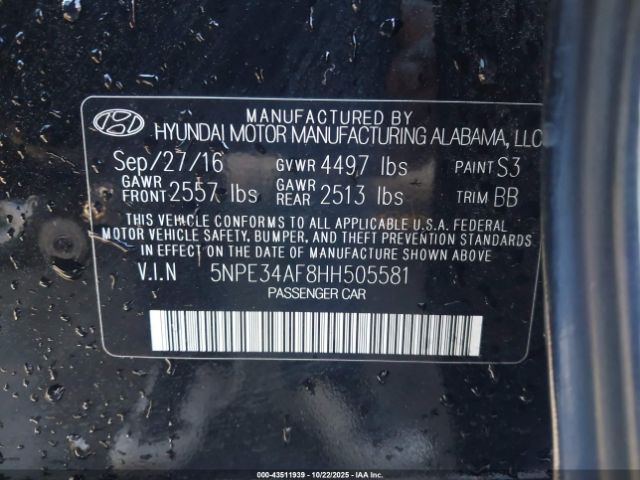 MANUFACTURED BY
HYUNDAI MOTOR MANUFACTURING ALABAMA, LLC
Sep/27/16 GVWR 4497 lbs PAINT S3
GAWR FRONT 2557 lbs GAWR REAR 2513 lbs TRIM BB
THIS VEHICLE CONFORMS TO ALL APPLICABLE U.S.A. FEDERAL
MOTOR VEHICLE SAFETY, BUMPER, AND THEFT PREVENTION STANDARDS
IN EFFECT ON THE DATE OF MANUFACTURE SHOWN ABOVE
V.I.N 5NPE34AF8HH505581
PASSENGER CAR
000-43511939 - 10/22/2025 - IAAI.com